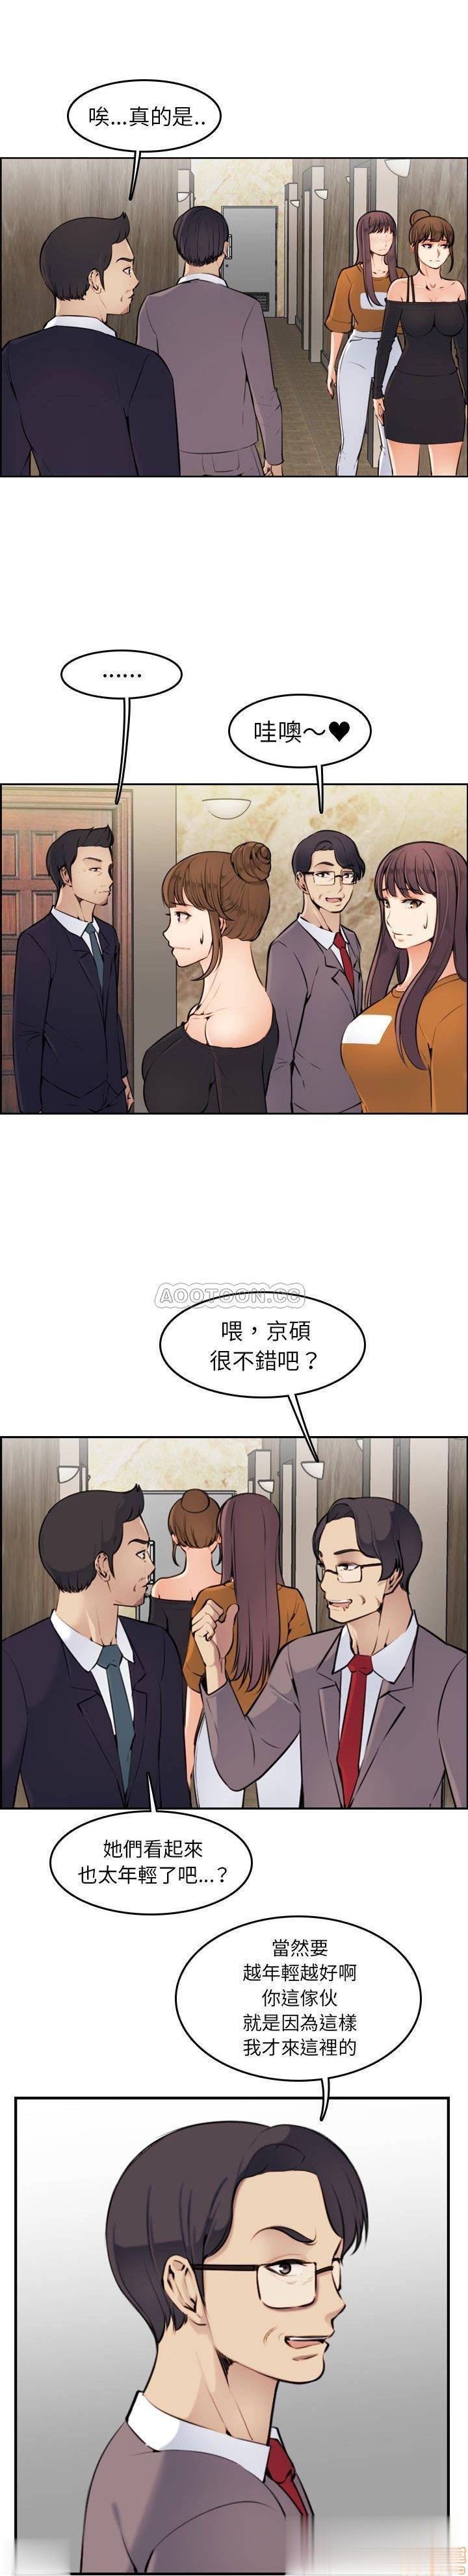 唉...真的是..
......
哇噢～♥
AOOTOON.CC
喂，京碩
很不錯吧？
她們看起來
也太年輕了吧...？
當然要
越年輕越好啊
你這傢伙
就是因為這樣
我才來這裡的